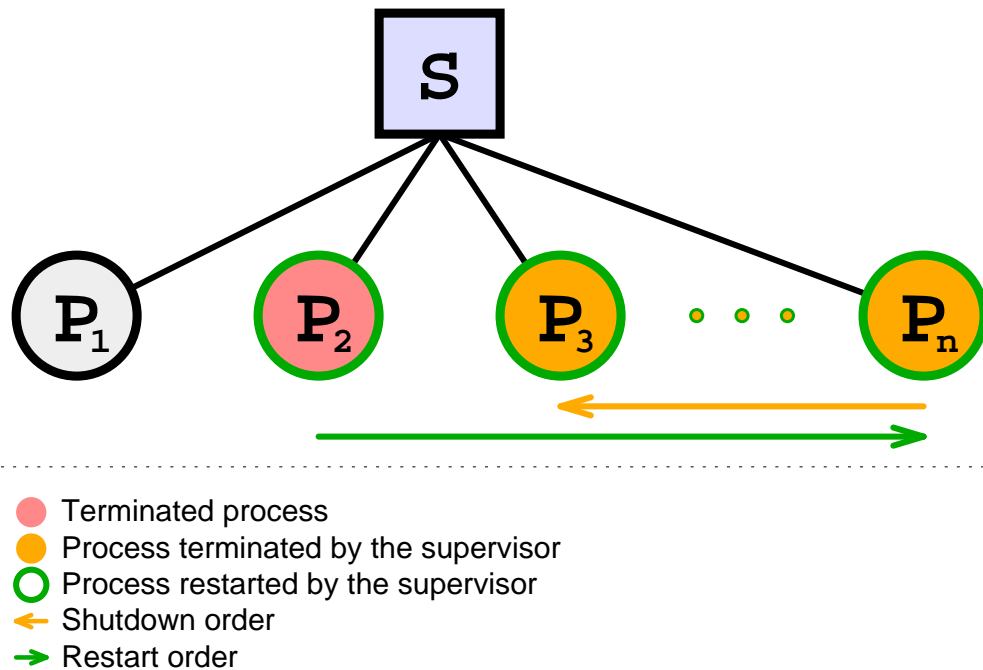 S
P1 P2 P3 Pn
Terminated process
Process terminated by the supervisor
Process restarted by the supervisor
Shutdown order
Restart order